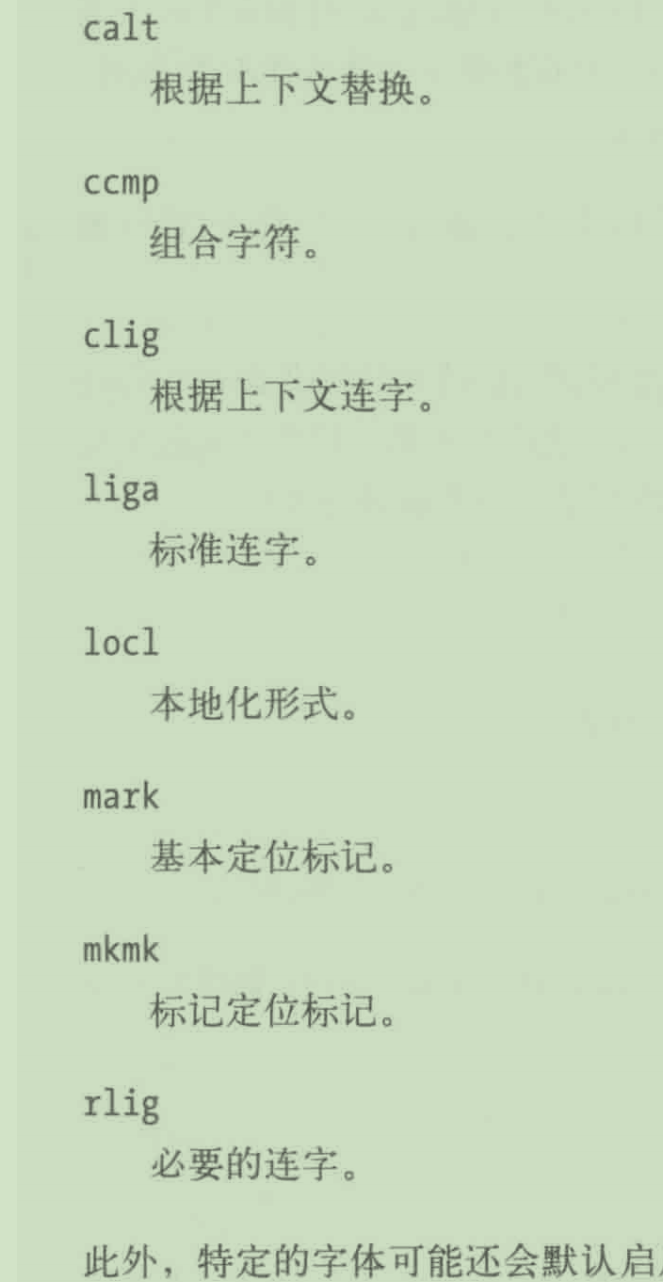 calt
根据上下文替换。
ccmp
组合字符。
clig
根据上下文连字。
liga
标准连字。
locl
本地化形式。
mark
基本定位标记。
mkmk
标记定位标记。
rlig
必要的连字。
此外，特定的字体可能还会默认启